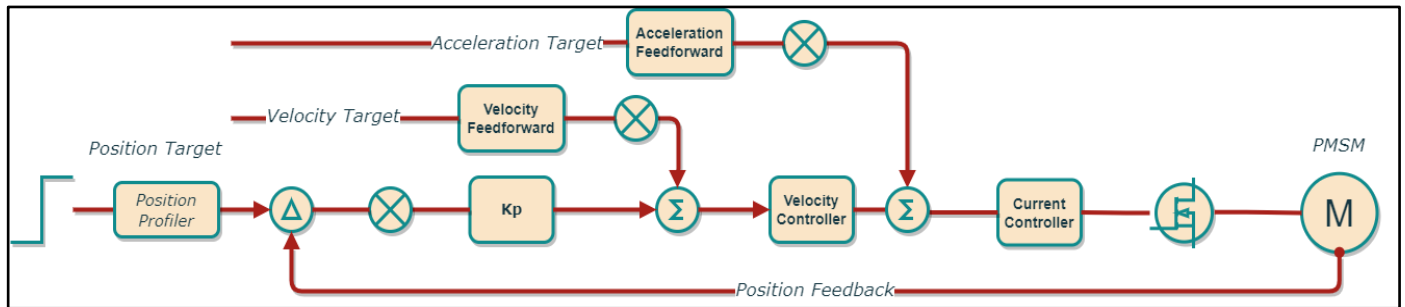 Acceleration Target
Acceleration
Feedforward
Velocity Target
Velocity
Feedforward
Position Target
PMSM
Position
Profiler
Δ
Kp
Σ
Velocity
Controller
Σ
Current
Controller
M
Position Feedback